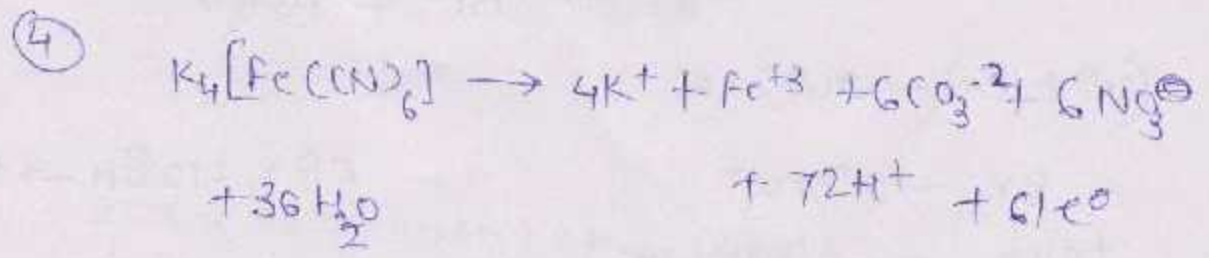 ④
K₄[Fe(CN)₆] → 4K⁺ + Fe⁺³ + 6CO₃⁻² + 6NO₃⊖
+ 36H₂O + 72H⁺ + 61e⊖